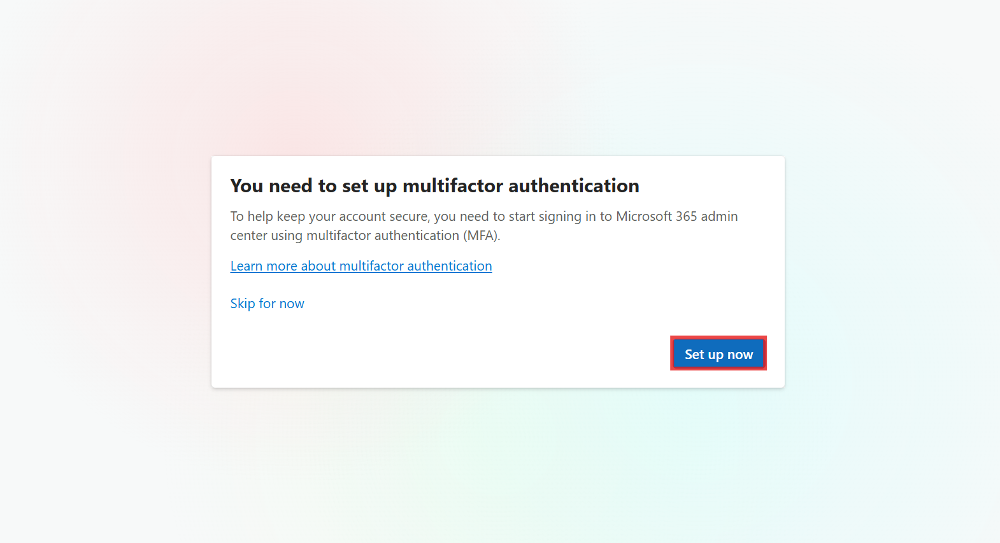 You need to set up multifactor authentication
To help keep your account secure, you need to start signing in to Microsoft 365 admin
center using multifactor authentication (MFA).
Learn more about multifactor authentication
Skip for now
Set up now